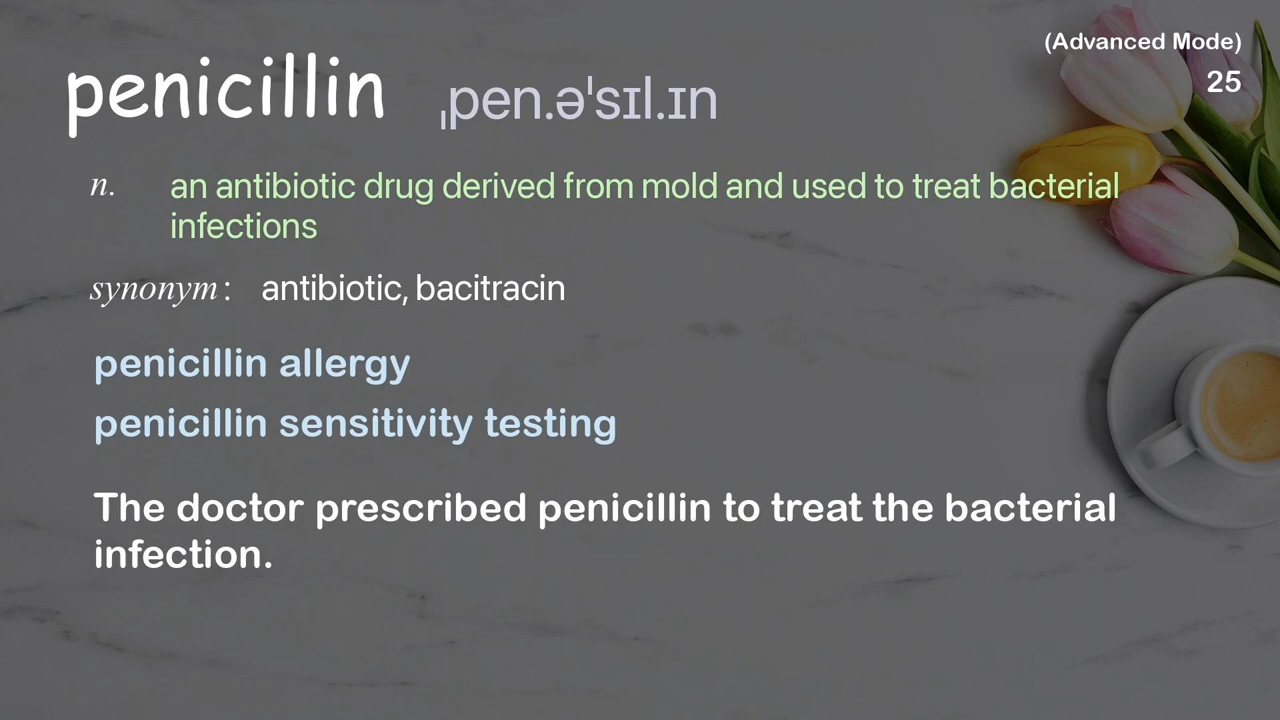 (Advanced Mode)
penicillin ˌpen.əˈsɪl.ɪn
25
n. an antibiotic drug derived from mold and used to treat bacterial
infections
synonym: antibiotic, bacitracin
penicillin allergy
penicillin sensitivity testing
The doctor prescribed penicillin to treat the bacterial
infection.